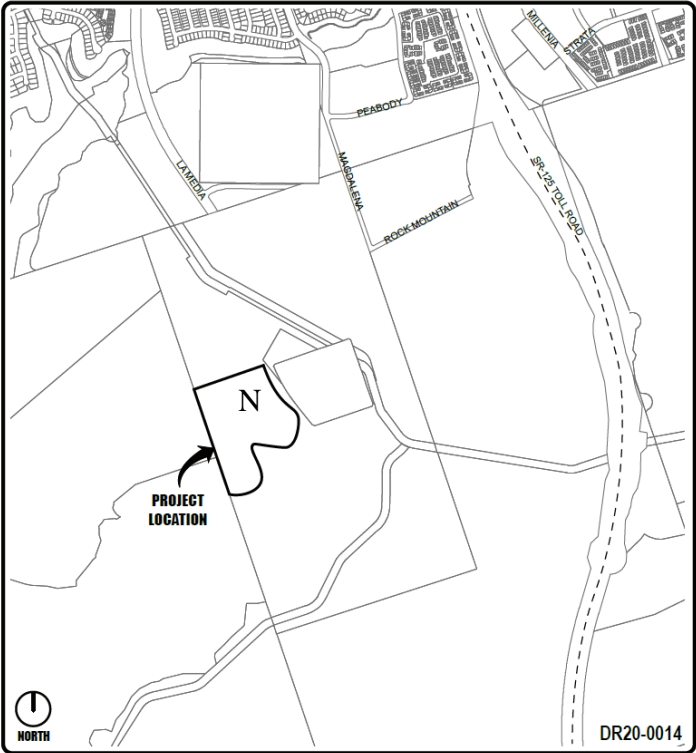 MILLENIA
STRATA
PEABODY
LA MEDIA
MAGDALENA
SR-125 TOLL ROAD
ROCK MOUNTAIN
N
PROJECT
LOCATION
NORTH
DR20-0014